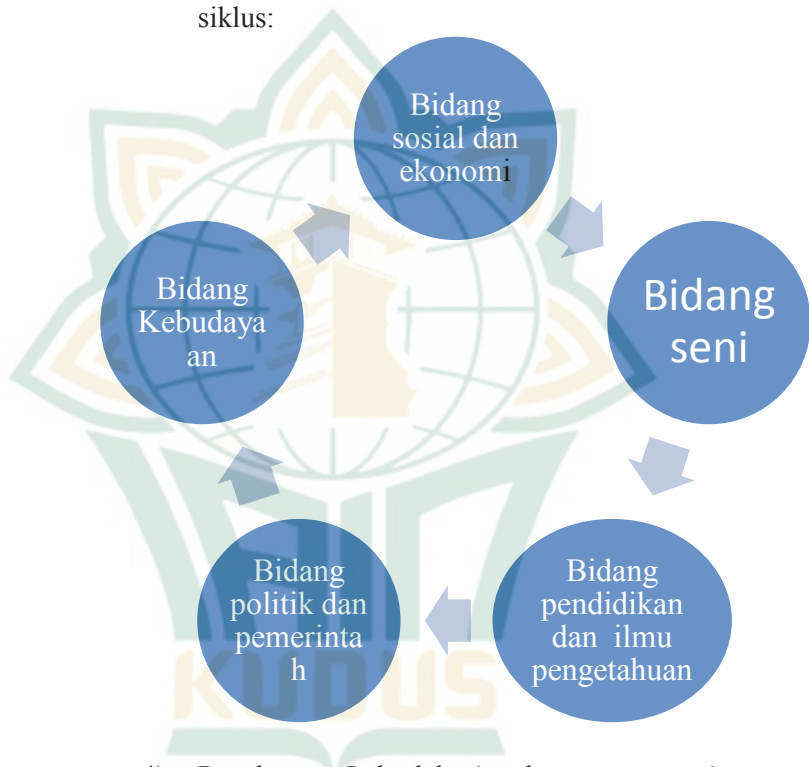 siklus:
Bidang
sosial dan
ekonomi
Bidang
seni
Bidang
pendidikan
dan ilmu
pengetahuan
Bidang
politik dan
pemerinta
h
Bidang
Kebudaya
an
KUDUS